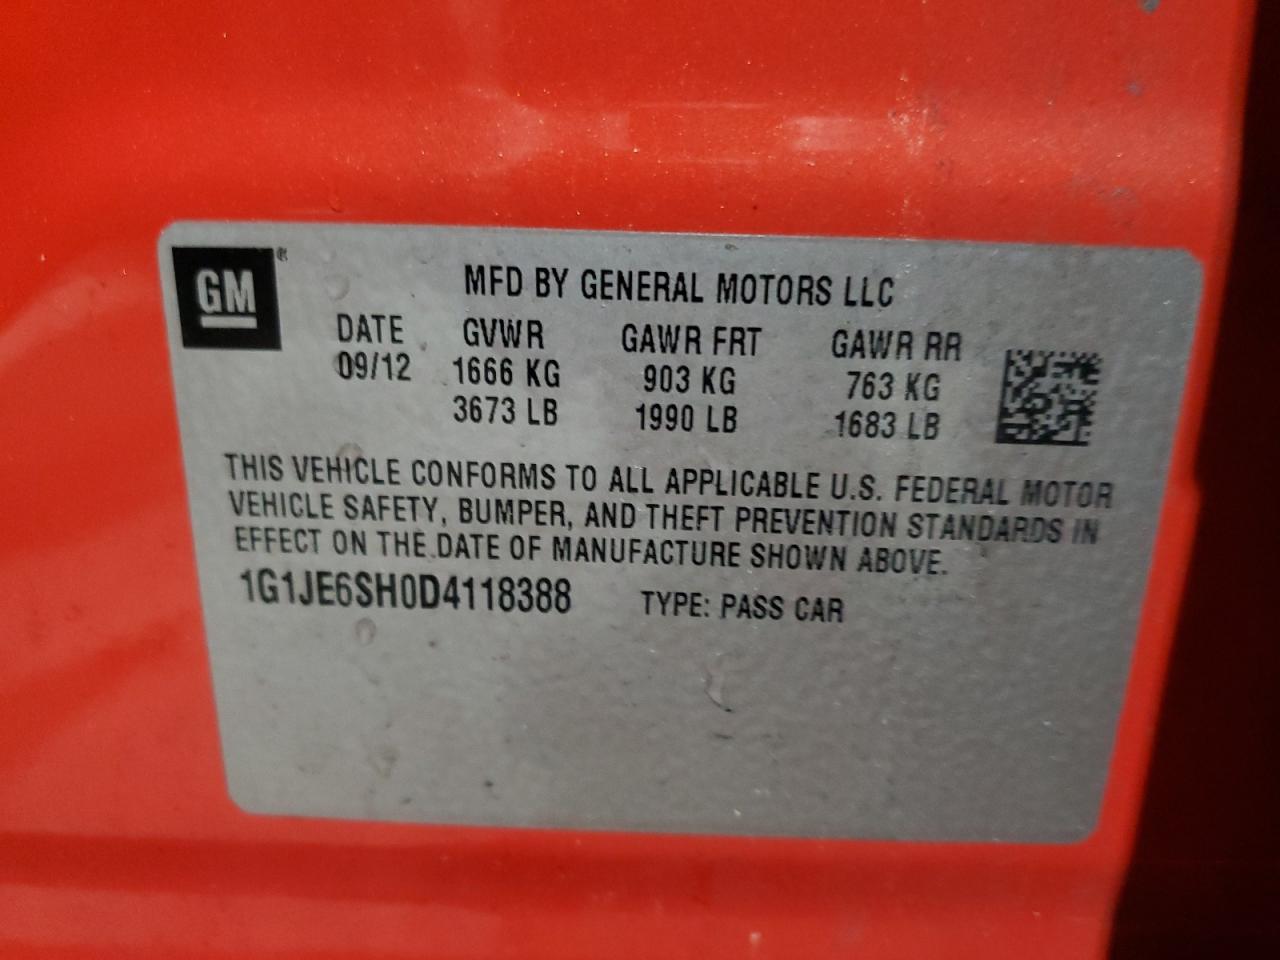 GM®
MFD BY GENERAL MOTORS LLC
DATE GVWR GAWR FRT GAWR RR
09/12 1666 KG 903 KG 763 KG
3673 LB 1990 LB 1683 LB
THIS VEHICLE CONFORMS TO ALL APPLICABLE U.S. FEDERAL MOTOR
VEHICLE SAFETY, BUMPER, AND THEFT PREVENTION STANDARDS IN
EFFECT ON THE DATE OF MANUFACTURE SHOWN ABOVE.
1G1JE6SH0D4118388 TYPE: PASS CAR